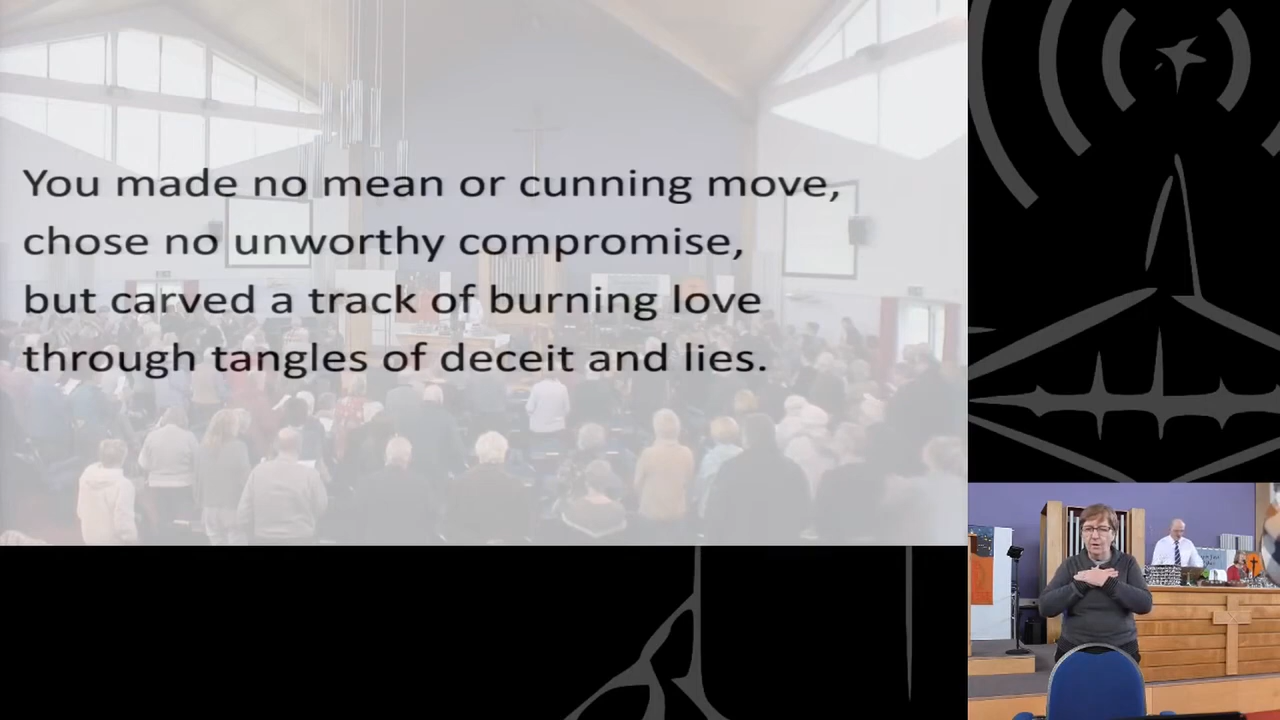 You made no mean or cunning move,
chose no unworthy compromise,
but carved a track of burning love
through tangles of deceit and lies.